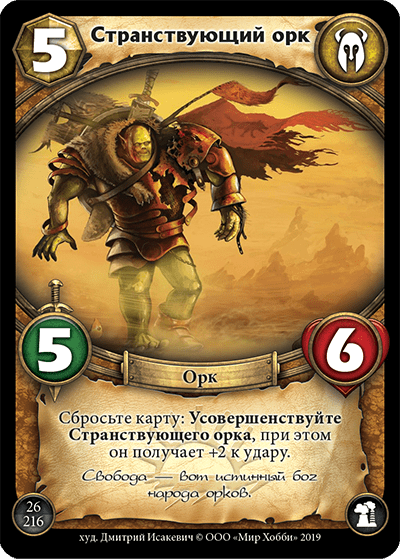 5
Странствующий орк
5
6
Орк
Сбросьте карту: Усовершенствуйте
Странствующего орка, при этом
он получает +2 к удару.
Свобода — вот истинный бог
народа орков.
26
216
худ. Дмитрий Исакевич © ООО «Мир Хобби» 2019